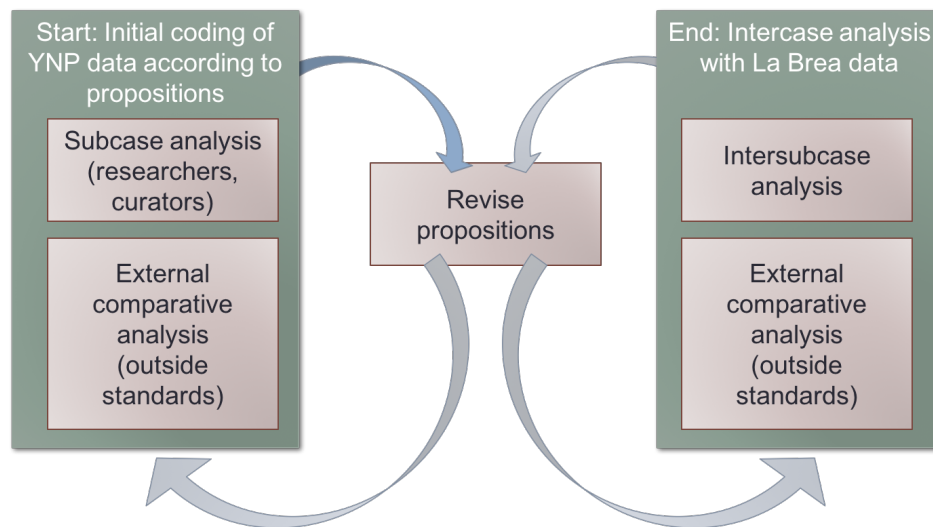 Start: Initial coding of
YNP data according to
propositions
Subcase analysis
(researchers,
curators)
External
comparative
analysis
(outside
standards)
Revise
propositions
End: Intercase analysis
with La Brea data
Intersubcase
analysis
External
comparative
analysis
(outside
standards)